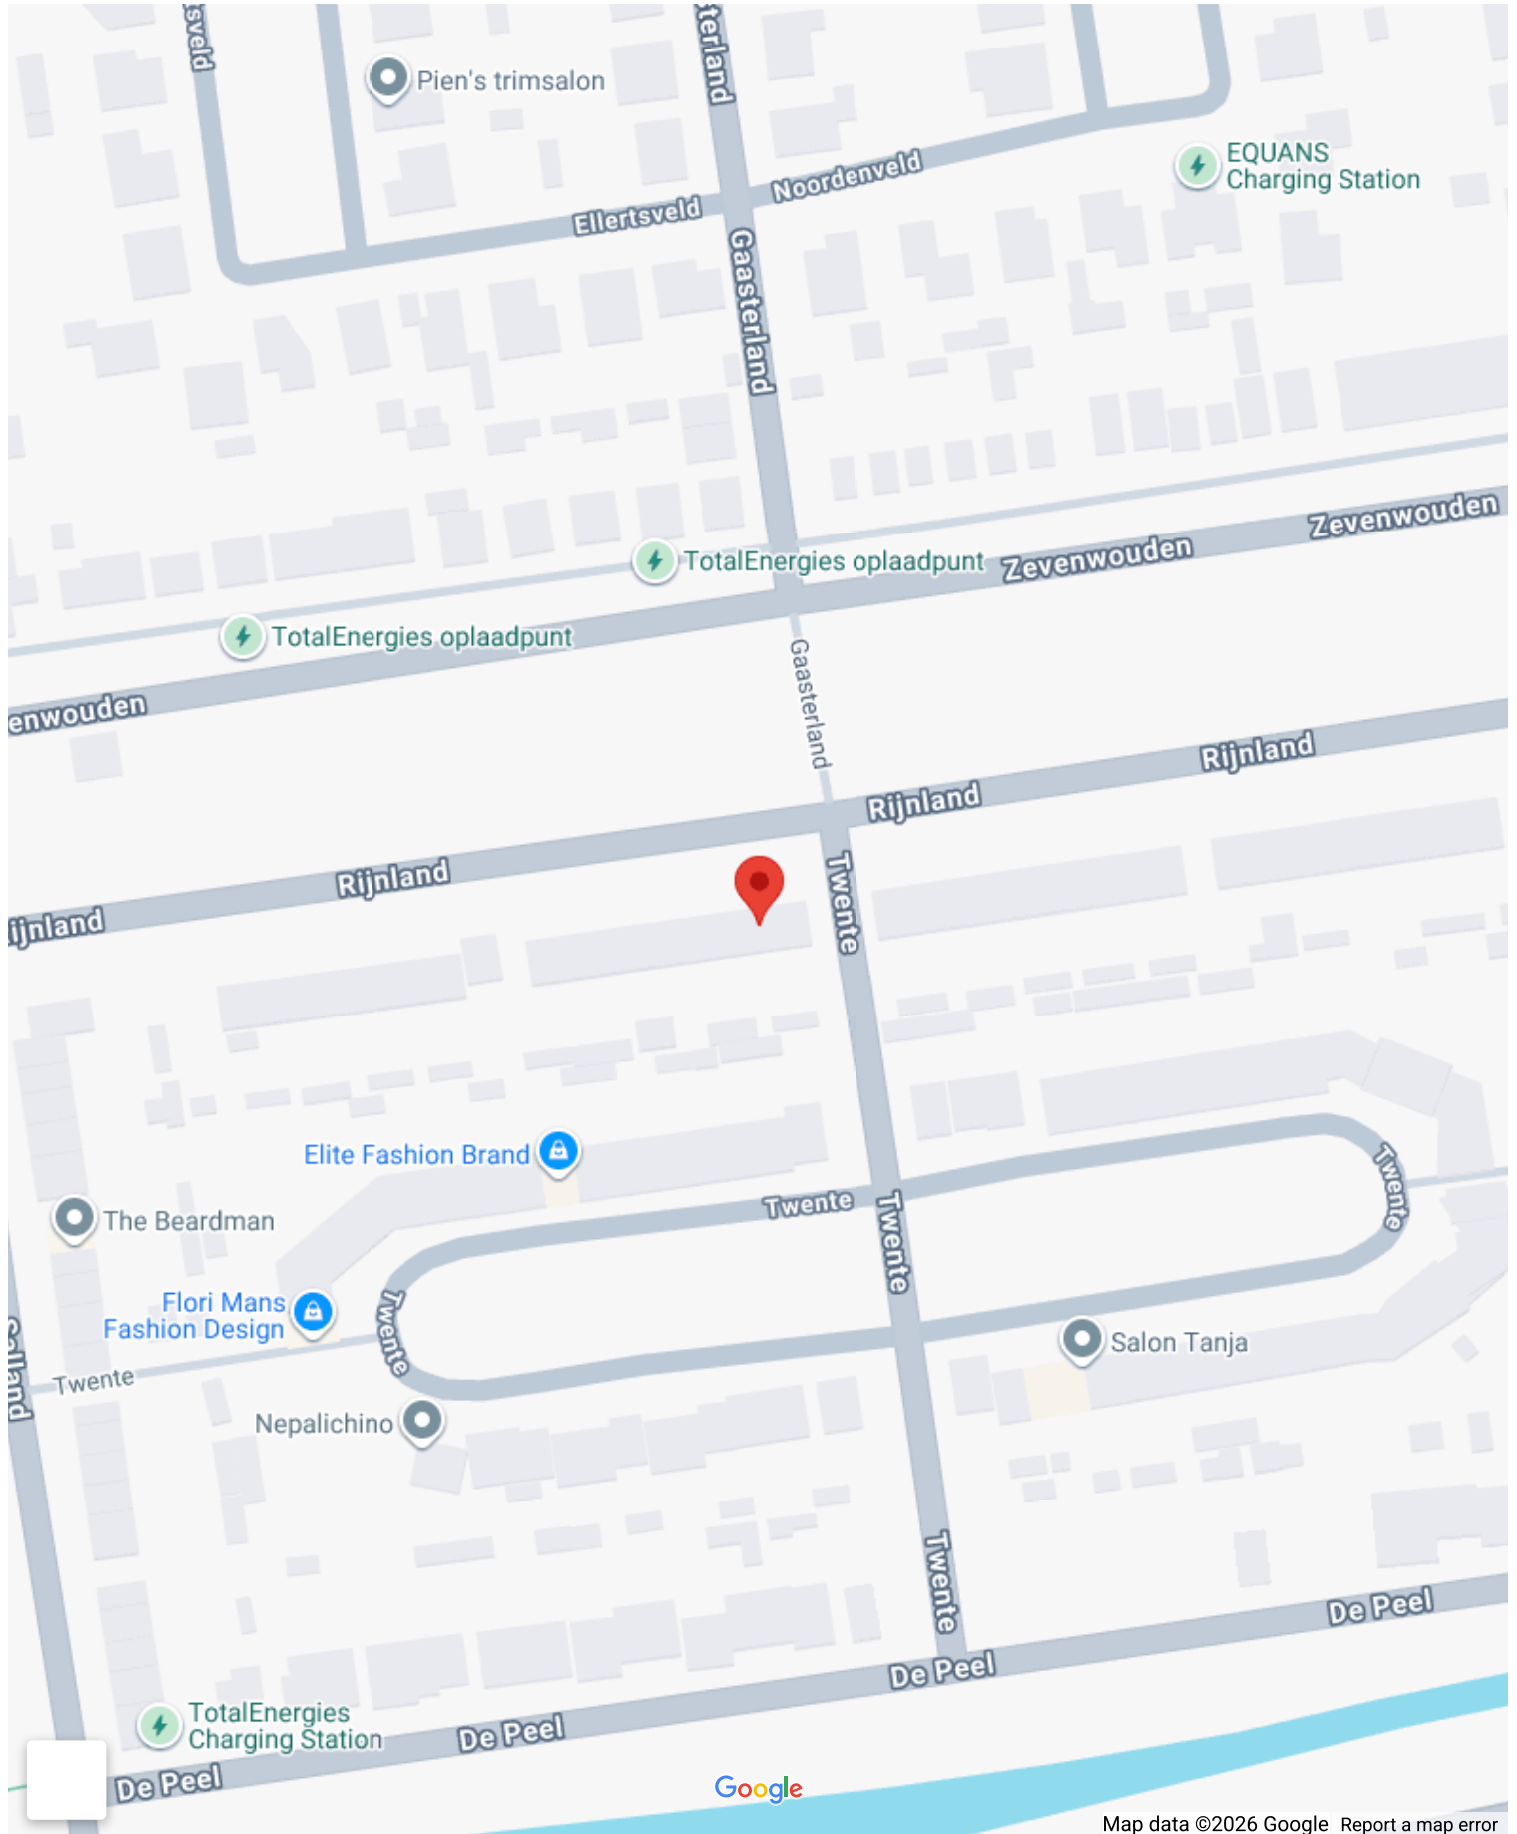 sterland
Pien's trimsalon
EQUANS
Charging Station
Noordenveld
Ellertsveld
Gaasterland
Zevenwouden
Zevenwouden
TotalEnergies oplaadpunt
TotalEnergies oplaadpunt
Gaasterland
enwouden
Rijnland
Rijnland
Rijnland
ijnland
Twente
Elite Fashion Brand
Twente
Twente
Twente
The Beardman
Flori Mans
Fashion Design
Twente
Salon Tanja
Twente
Nepalichino
Twente
De Peel
De Peel
TotalEnergies
Charging Station
De Peel
De Peel
Google
Map data ©2026 Google
Report a map error